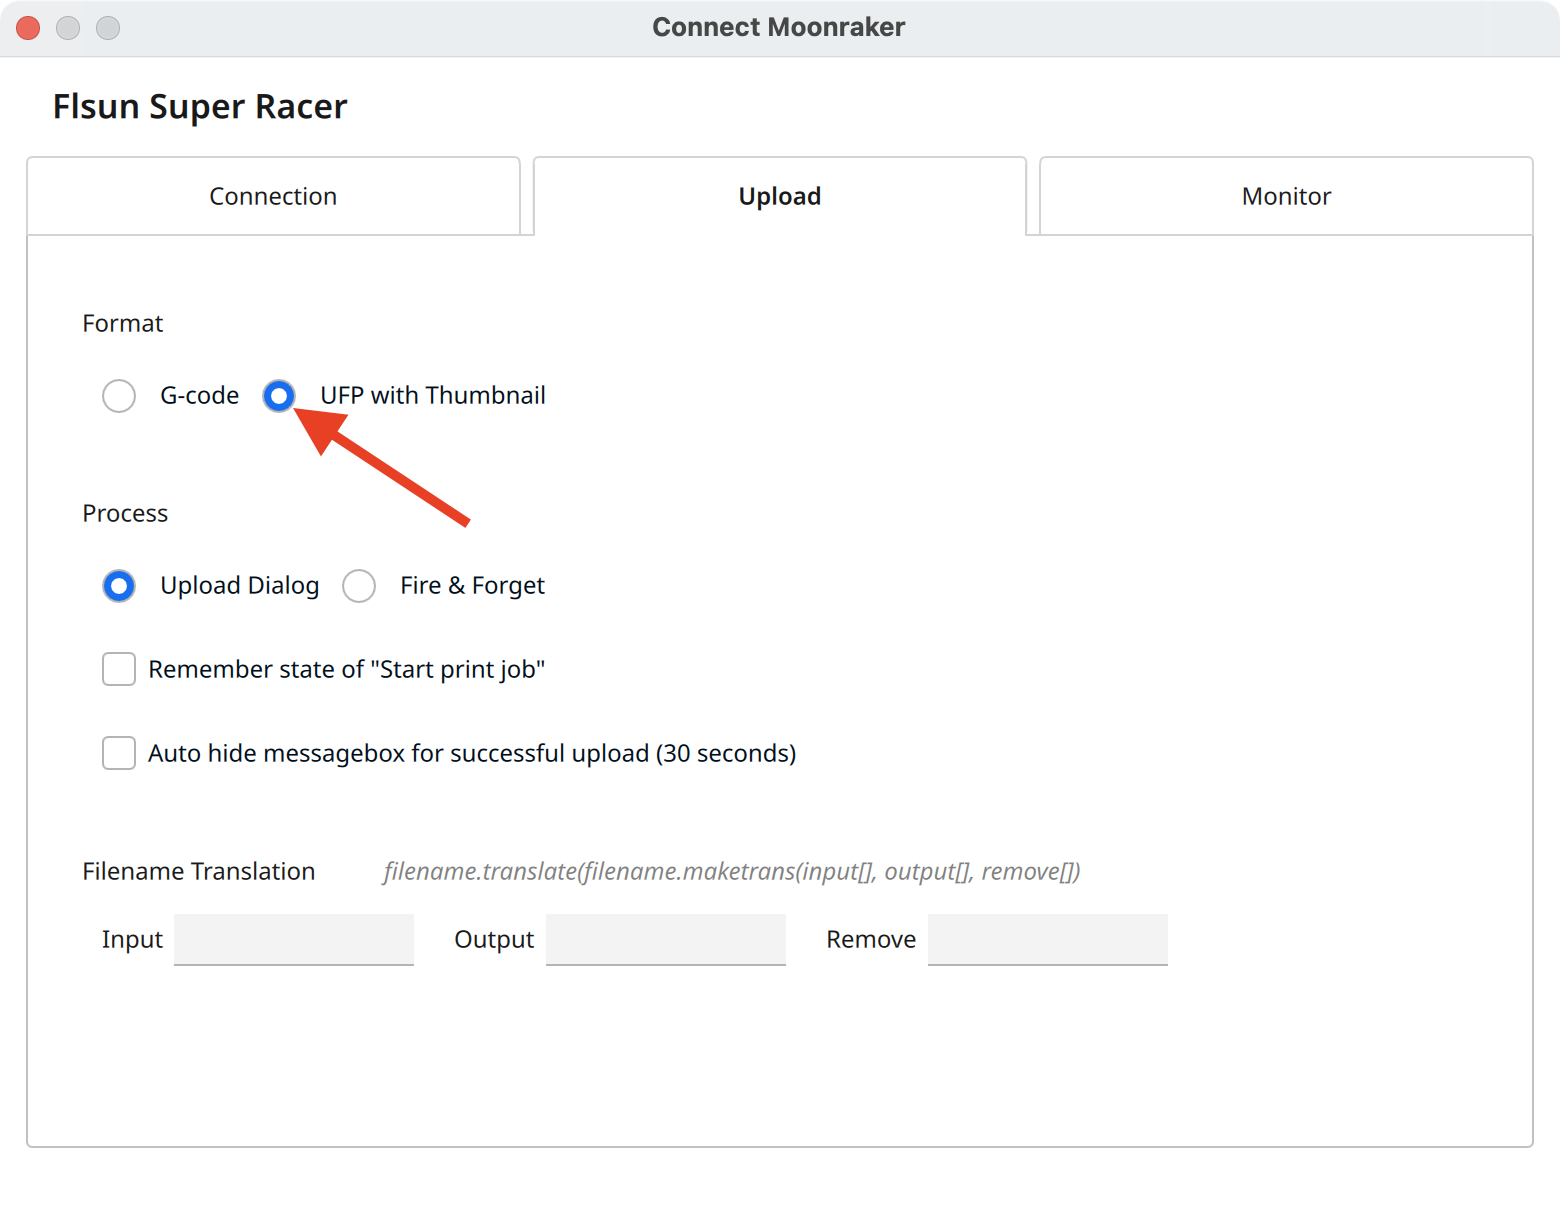 Connect Moonraker
Flsun Super Racer
Connection Upload Monitor
Format
G-code UFP with Thumbnail
Process
Upload Dialog Fire & Forget
Remember state of "Start print job"
Auto hide messagebox for successful upload (30 seconds)
Filename Translation filename.translate(filename.maketrans(input[], output[], remove[])
Input Output Remove